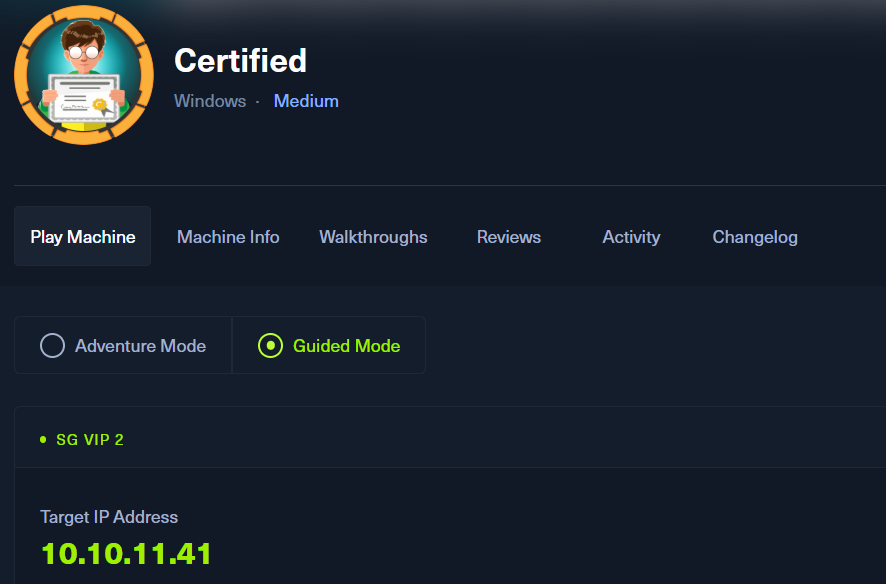 Certified
Windows · Medium
Play Machine Machine Info Walkthroughs Reviews Activity Changelog
Adventure Mode Guided Mode
SG VIP 2
Target IP Address
10.10.11.41